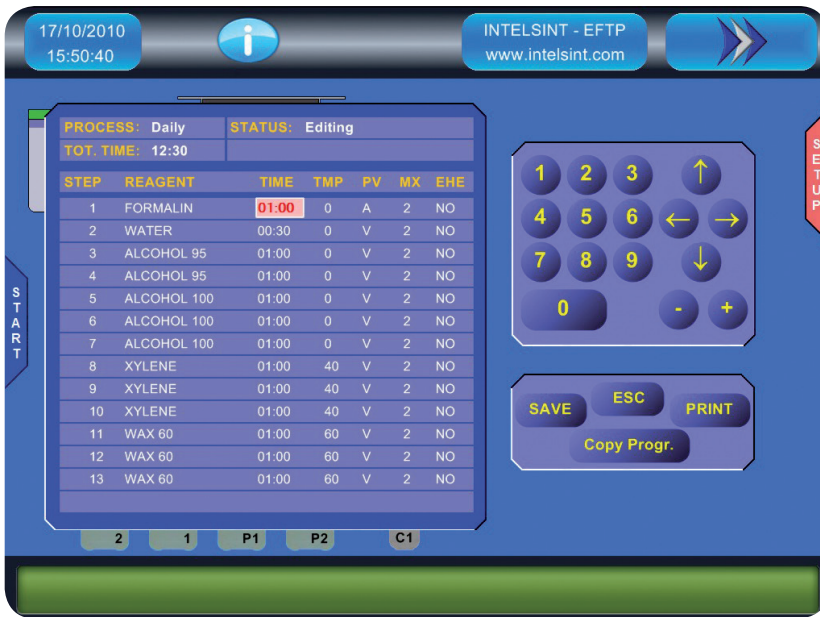 17/10/2010
15:50:40
i
INTELSINT - EFTP
www.intelsint.com
PROCESS: Daily STATUS: Editing
TOT. TIME: 12:30
STEP REAGENT TIME TMP PV MX EHE
1 FORMALIN 01:00 0 A 2 NO
2 WATER 00:30 0 V 2 NO
3 ALCOHOL 95 01:00 0 V 2 NO
4 ALCOHOL 95 01:00 0 V 2 NO
5 ALCOHOL 100 01:00 0 V 2 NO
6 ALCOHOL 100 01:00 0 V 2 NO
7 ALCOHOL 100 01:00 0 V 2 NO
8 XYLENE 01:00 40 V 2 NO
9 XYLENE 01:00 40 V 2 NO
10 XYLENE 01:00 40 V 2 NO
11 WAX 60 01:00 60 V 2 NO
12 WAX 60 01:00 60 V 2 NO
13 WAX 60 01:00 60 V 2 NO
START
2 1 P1 P2 C1
1 2 3 ↑
4 5 6 ← →
7 8 9 ↓
0 - +
SAVE ESC PRINT
Copy Progr.
SETUP